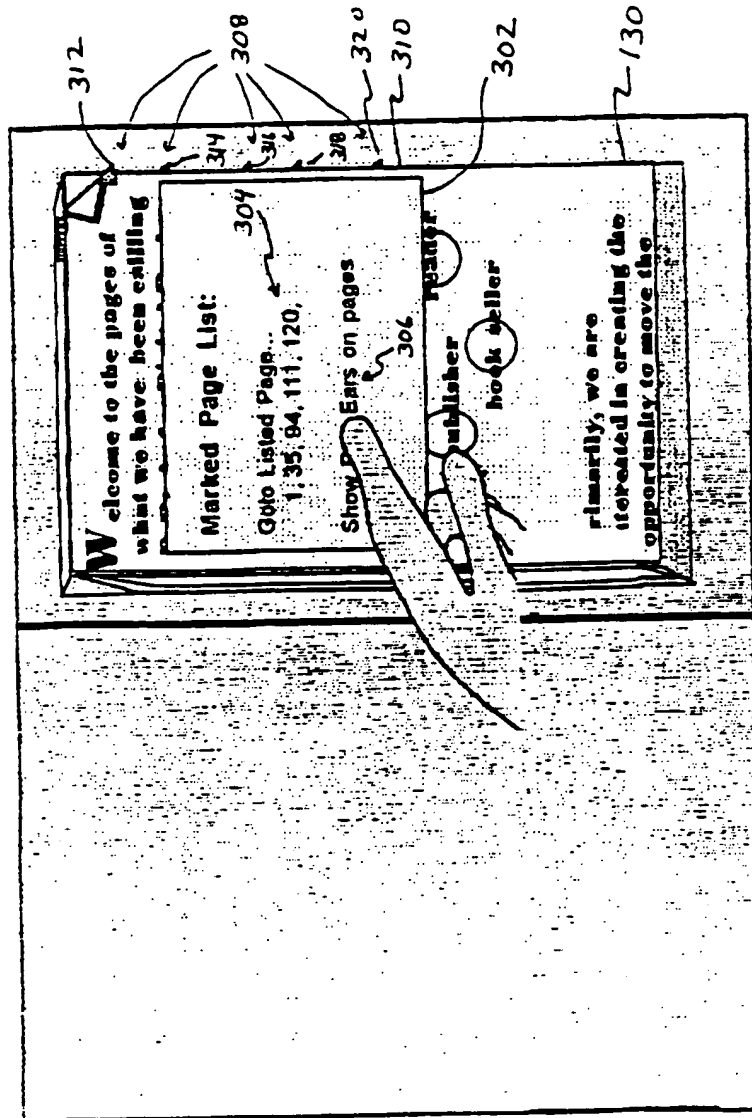 Welcome to the pages of
what we have been calling
Marked Page List:
Goto Listed Page...
1, 35, 94, 111, 120,
Show Ears on pages
reader
ublisher
book seller
rimarily, we are
iterested in creating the
opportunity to move the
302
304
306
308
310
312
314
316
318
320
130